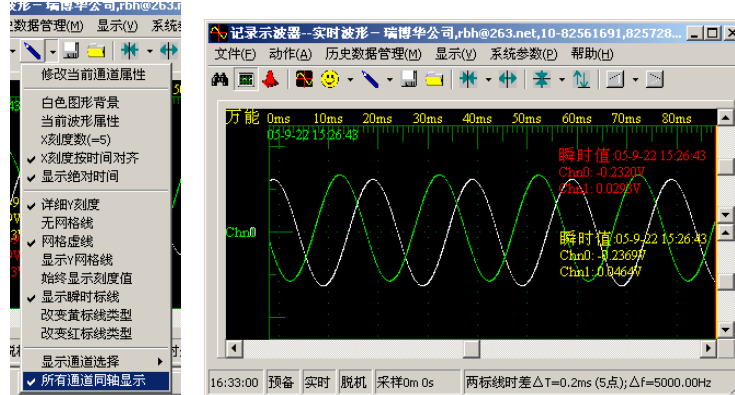 波形－瑞博华公司,rbh@263.n
数据管理(M) 显示(V) 系统
修改当前通道属性
白色图形背景
当前波形属性
X刻度数(=5)
X刻度按时间对齐
显示绝对时间
详细Y刻度
无网格线
网格虚线
显示Y网格线
始终显示刻度值
显示瞬时标线
改变黄标线类型
改变红标线类型
显示通道选择
所有通道同轴显示
记录示波器--实时波形－瑞博华公司,rbh@263.net,10-82561691,825728...
文件(F) 动作(A) 历史数据管理(M) 显示(V) 系统参数(P) 帮助(H)
万能 0ms 10ms 20ms 30ms 40ms 50ms 60ms 70ms 80ms
05-9-22 15:26:43
瞬时值:05-9-22 15:26:43
Chn0: -0.2320V
Chn1: 0.0293V
Chn0
瞬时值:05-9-22 15:26:43
Chn0: -0.2369V
Chn1: 0.0464V
16:33:00 预备 实时 脱机 采样0m 0s 两标线时差△T=0.2ms (5点);△f=5000.00Hz